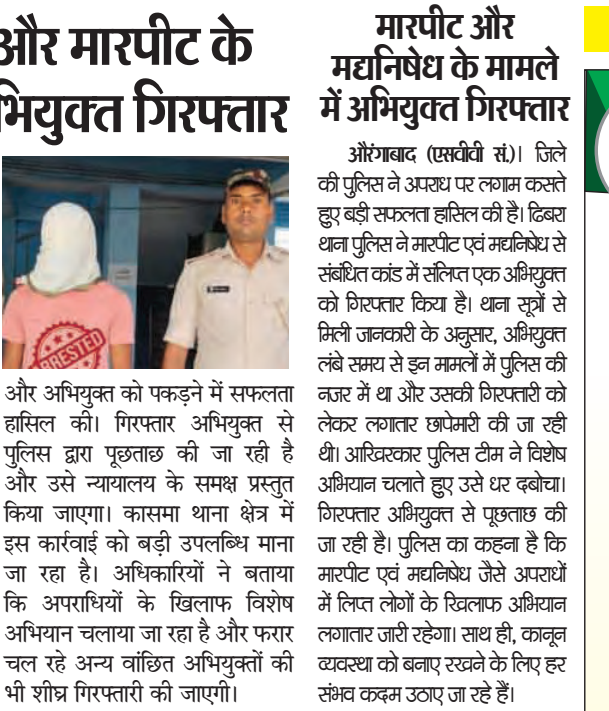 और मारपीट के
भियुक्त गिरफ्तार
ARRESTED
और अभियुक्त को पकड़ने में सफलता
हासिल की। गिरफ्तार अभियुक्त से
पुलिस द्वारा पूछताछ की जा रही है
और उसे न्यायालय के समक्ष प्रस्तुत
किया जाएगा। कासमा थाना क्षेत्र में
इस कार्रवाई को बड़ी उपलब्धि माना
जा रहा है। अधिकारियों ने बताया
कि अपराधियों के खिलाफ विशेष
अभियान चलाया जा रहा है और फरार
चल रहे अन्य वांछित अभियुक्तों की
भी शीघ्र गिरफ्तारी की जाएगी।
मारपीट और
मद्यनिषेध के मामले
में अभियुक्त गिरफ्तार
औरंगाबाद (एसवीवी सं.)। जिले
की पुलिस ने अपराध पर लगाम कसते
हुए बड़ी सफलता हासिल की है। ढिबरा
थाना पुलिस ने मारपीट एवं मद्यनिषेध से
संबंधित कांड में संलिप्त एक अभियुक्त
को गिरफ्तार किया है। थाना सूत्रों से
मिली जानकारी के अनुसार, अभियुक्त
लंबे समय से इन मामलों में पुलिस की
नजर में था और उसकी गिरफ्तारी को
लेकर लगातार छापेमारी की जा रही
थी। आखिरकार पुलिस टीम ने विशेष
अभियान चलाते हुए उसे धर दबोचा।
गिरफ्तार अभियुक्त से पूछताछ की
जा रही है। पुलिस का कहना है कि
मारपीट एवं मद्यनिषेध जैसे अपराधों
में लिप्त लोगों के खिलाफ अभियान
लगातार जारी रहेगा। साथ ही, कानून
व्यवस्था को बनाए रखने के लिए हर
संभव कदम उठाए जा रहे हैं।